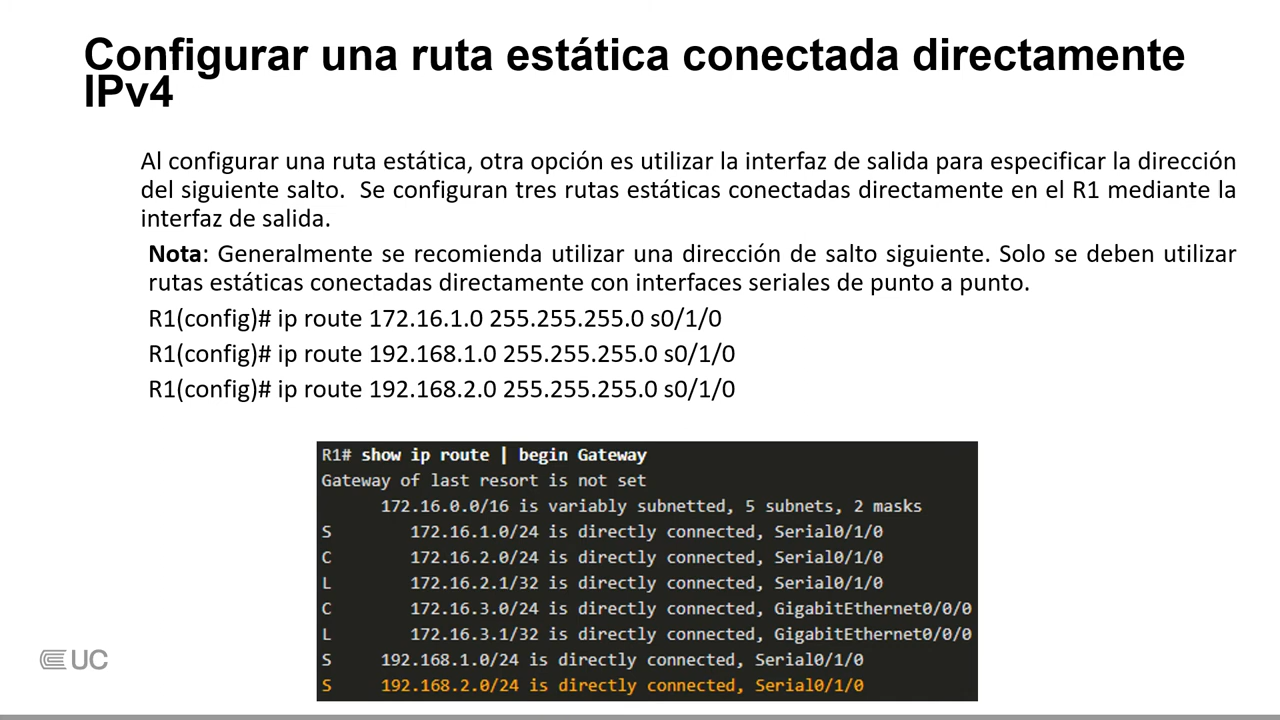 Configurar una ruta estática conectada directamente
IPv4
Al configurar una ruta estática, otra opción es utilizar la interfaz de salida para especificar la dirección
del siguiente salto.  Se configuran tres rutas estáticas conectadas directamente en el R1 mediante la
interfaz de salida.
Nota: Generalmente se recomienda utilizar una dirección de salto siguiente. Solo se deben utilizar
rutas estáticas conectadas directamente con interfaces seriales de punto a punto.
R1(config)# ip route 172.16.1.0 255.255.255.0 s0/1/0
R1(config)# ip route 192.168.1.0 255.255.255.0 s0/1/0
R1(config)# ip route 192.168.2.0 255.255.255.0 s0/1/0
R1# show ip route | begin Gateway
Gateway of last resort is not set
172.16.0.0/16 is variably subnetted, 5 subnets, 2 masks
S 172.16.1.0/24 is directly connected, Serial0/1/0
C 172.16.2.0/24 is directly connected, Serial0/1/0
L 172.16.2.1/32 is directly connected, Serial0/1/0
C 172.16.3.0/24 is directly connected, GigabitEthernet0/0/0
L 172.16.3.1/32 is directly connected, GigabitEthernet0/0/0
S 192.168.1.0/24 is directly connected, Serial0/1/0
S 192.168.2.0/24 is directly connected, Serial0/1/0
UC